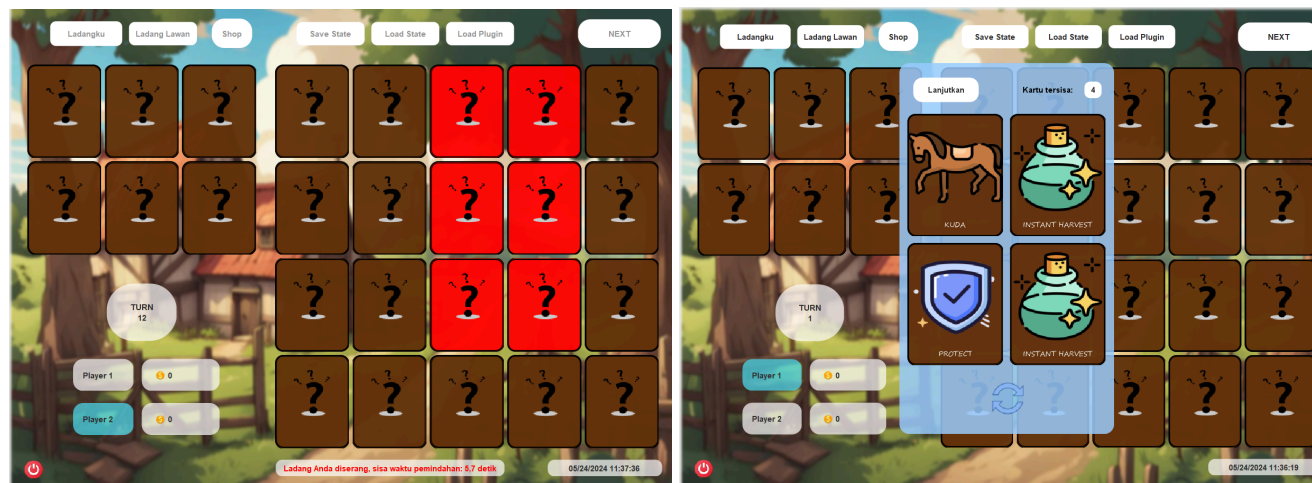 Ladangku Ladang Lawan Shop Save State Load State Load Plugin NEXT
TURN
12
Player 1 0
Player 2 0
Ladang Anda diserang, sisa waktu pemindahan: 5,7 detik 05/24/2024 11:37:36
Ladangku Ladang Lawan Shop Save State Load State Load Plugin NEXT
Lanjutkan Kartu tersisa: 4
KUDA INSTANT HARVEST
PROTECT INSTANT HARVEST
TURN
1
Player 1 0
Player 2 0
05/24/2024 11:36:19